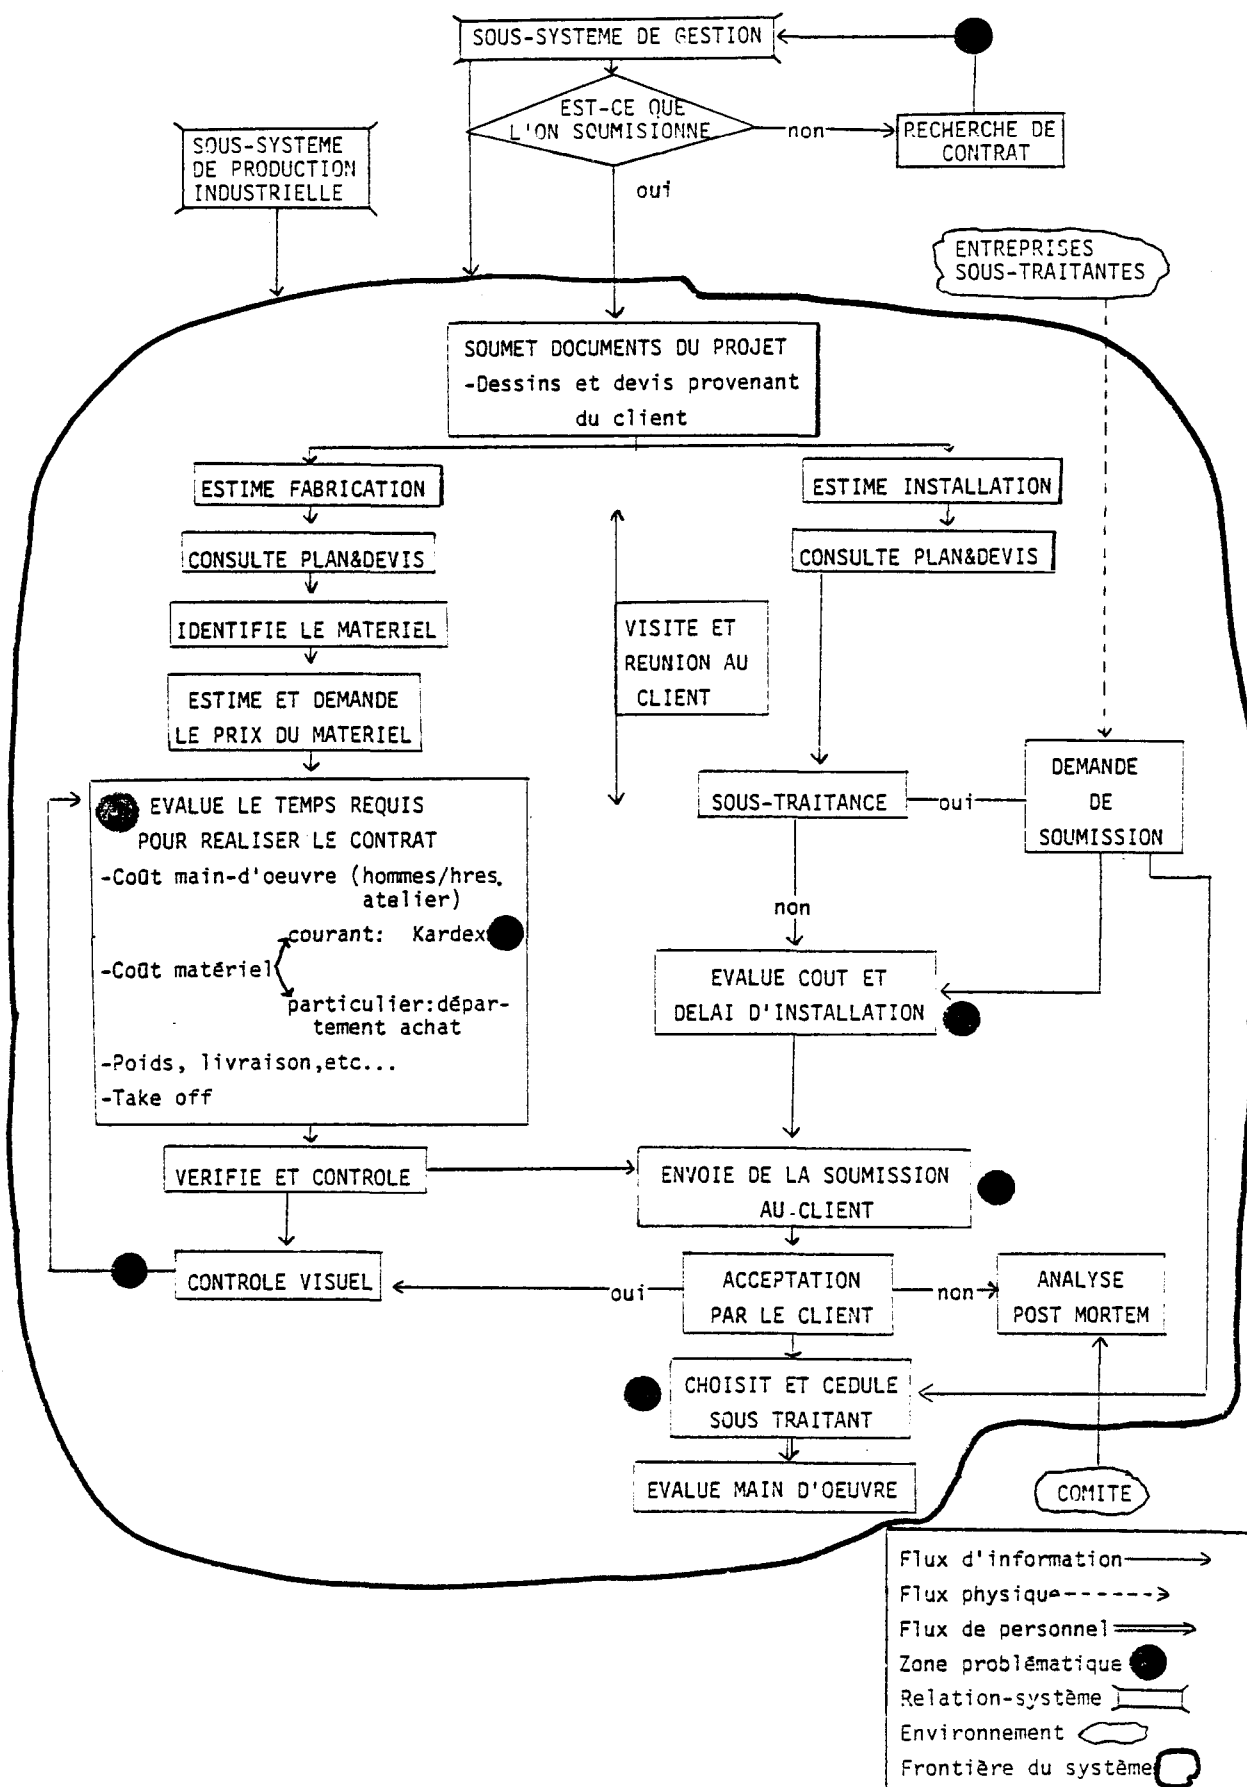 SOUS-SYSTEME DE GESTION
EST-CE QUE
L'ON SOUMISIONNE
non
RECHERCHE DE
CONTRAT
oui
SOUS-SYSTEME
DE PRODUCTION
INDUSTRIELLE
ENTREPRISES
SOUS-TRAITANTES
SOUMET DOCUMENTS DU PROJET
-Dessins et devis provenant
du client
ESTIME FABRICATION
ESTIME INSTALLATION
CONSULTE PLAN&DEVIS
CONSULTE PLAN&DEVIS
IDENTIFIE LE MATERIEL
VISITE ET
REUNION AU
CLIENT
ESTIME ET DEMANDE
LE PRIX DU MATERIEL
EVALUE LE TEMPS REQUIS
POUR REALISER LE CONTRAT
-Coût main-d'oeuvre (hommes/hres.
atelier)
courant: Kardex
-Coût matériel
particulier:dépar-
tement achat
-Poids, livraison,etc...
-Take off
SOUS-TRAITANCE
oui
DEMANDE
DE
SOUMISSION
non
EVALUE COUT ET
DELAI D'INSTALLATION
VERIFIE ET CONTROLE
ENVOIE DE LA SOUMISSION
AU-CLIENT
CONTROLE VISUEL
oui
ACCEPTATION
PAR LE CLIENT
non
ANALYSE
POST MORTEM
CHOISIT ET CEDULE
SOUS TRAITANT
EVALUE MAIN D'OEUVRE
COMITE
Flux d'information
Flux physique
Flux de personnel
Zone problématique
Relation-système
Environnement
Frontière du système